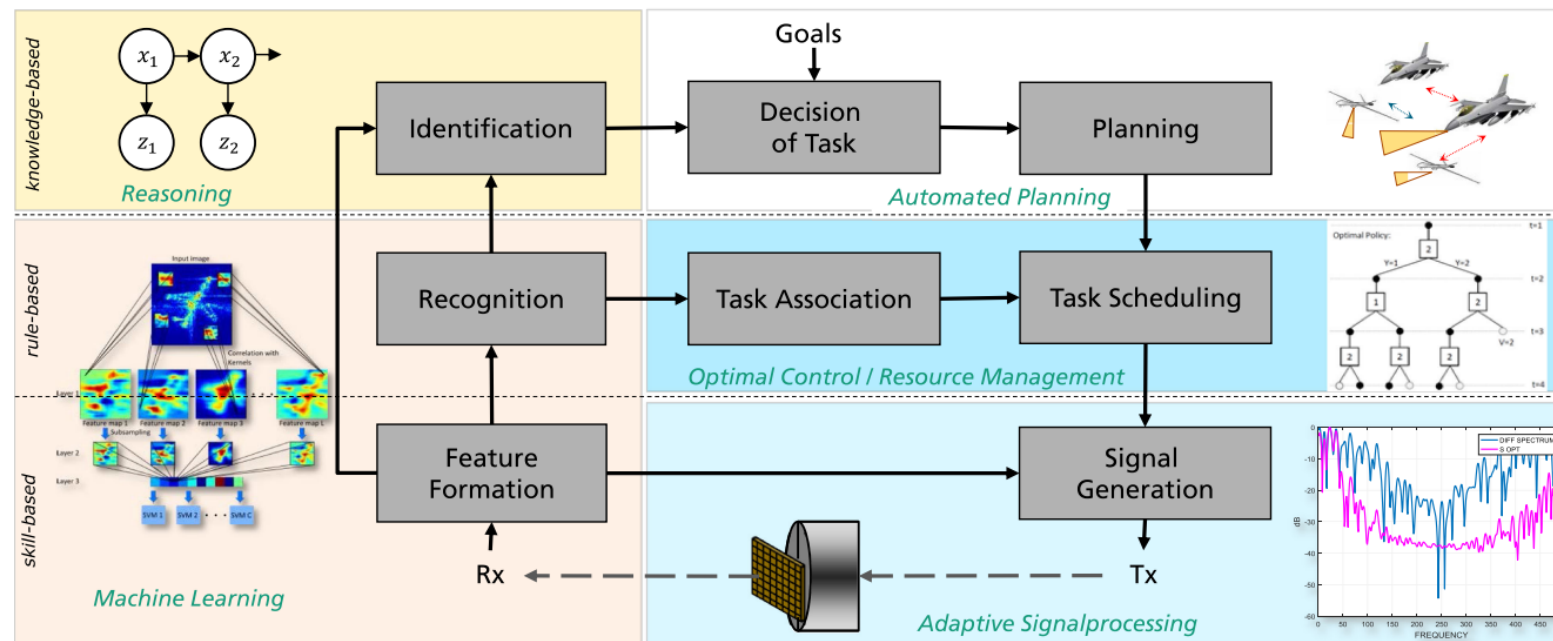 knowledge-based
x1
x2
z1
z2
Reasoning
Identification
Goals
Decision
of Task
Planning
Automated Planning
rule-based
Input image
Correlation with
Kernels
Layer 1
Feature map 1
Feature map 2
Feature map 3
Feature map L
Recognition
Task Association
Task Scheduling
Optimal Control / Resource Management
Optimal Policy:
t=1
2
Y=1
Y=2
t=2
1
2
t=3
V=2
2
2
2
t=4
skill-based
Subsampling
Layer 2
Layer 3
SVM 1
SVM 2
SVM C
Machine Learning
Feature
Formation
Signal
Generation
Rx
Tx
Adaptive Signalprocessing
DIFF SPECTRUM
S OPT
dB
0
-10
-20
-30
-40
-50
-60
0 50 100 150 200 250 300 350 400 450
FREQUENCY